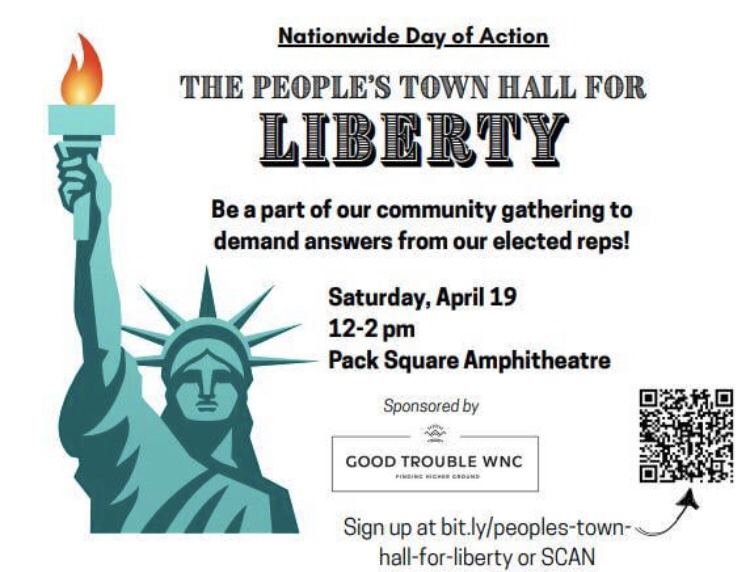 Nationwide Day of Action
THE PEOPLE'S TOWN HALL FOR
LIBERTY
Be a part of our community gathering to
demand answers from our elected reps!
Saturday, April 19
12-2 pm
Pack Square Amphitheatre
Sponsored by
GOOD TROUBLE WNC
FINDING HIGHER GROUND
Sign up at bit.ly/peoples-town-
hall-for-liberty or SCAN